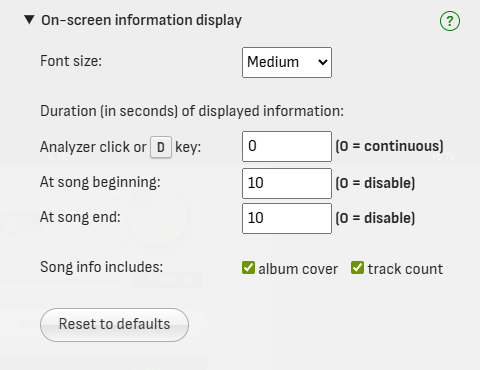 ▼ On-screen information display ?
Font size: Medium
Duration (in seconds) of displayed information:
Analyzer click or D key: 0 (0 = continuous)
At song beginning: 10 (0 = disable)
At song end: 10 (0 = disable)
Song info includes: album cover track count
Reset to defaults